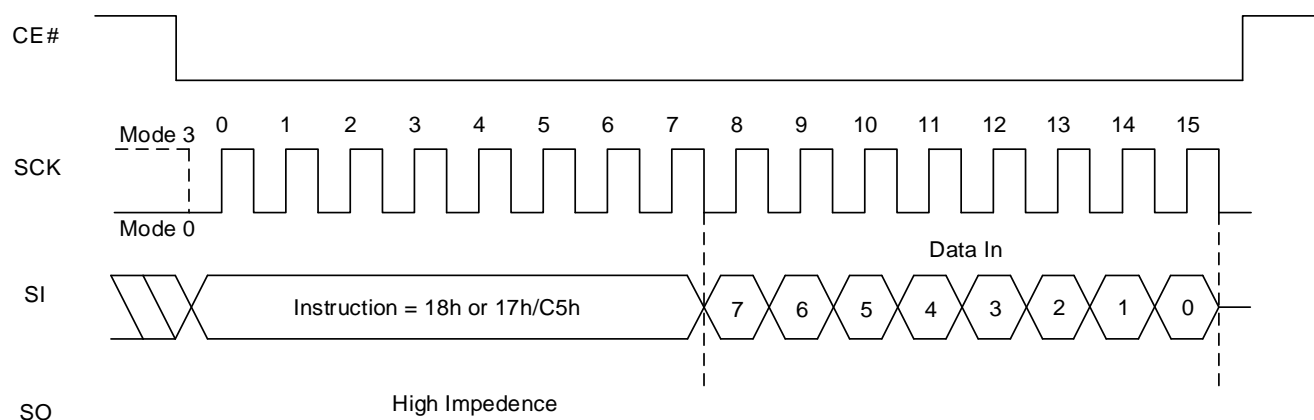 CE#
0 1 2 3 4 5 6 7 8 9 10 11 12 13 14 15
Mode 3
SCK
Mode 0
Data In
SI
Instruction = 18h or 17h/C5h
7 6 5 4 3 2 1 0
High Impedence
SO